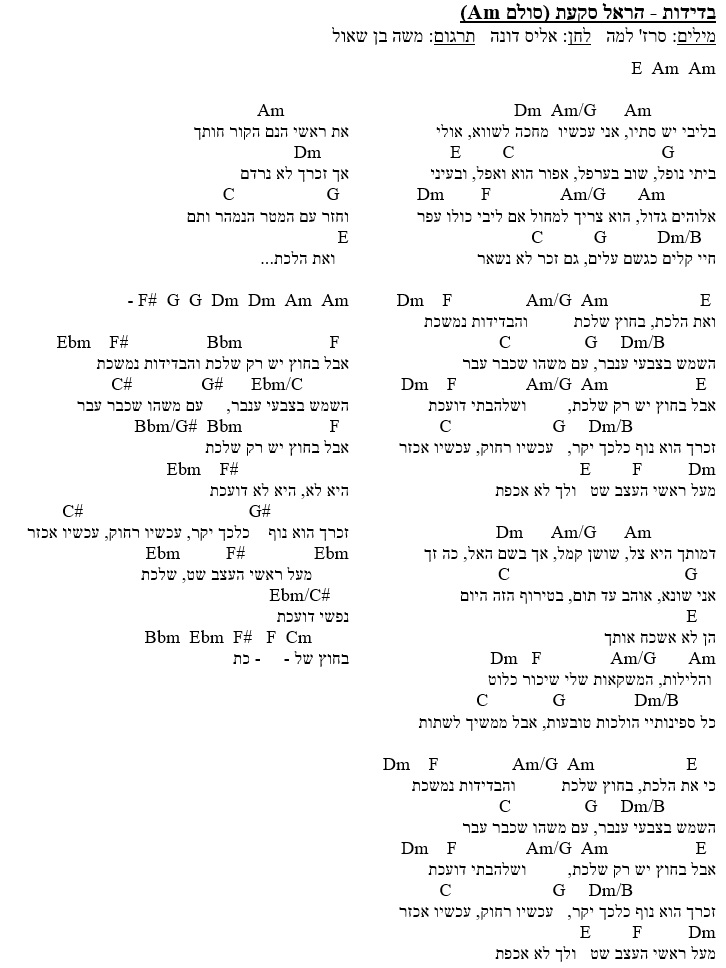 בדידות - הראל סקעת (סולם Am)
מילים: סרז' למה   לחן: אליס דונה   תרגום: משה בן שאול
E  Am  Am
Dm  Am/G  Am
בליבי יש סתיו, אני עכשיו  מחכה לשווא, אולי
E  C  G
ביתי נופל, שוב בערפל, אפור הוא ואפל, ובעיני
Dm  F  Am/G  Am
אלוהים גדול, הוא צריך למחול אם ליבי כולו עפר
C  G  Dm/B
חיי קלים כגשם עלים, גם זכר לא נשאר
Dm  F  Am/G  Am  E
ואת הלכת, בחוץ שלכת   והבדידות נמשכת
C  G  Dm/B
השמש בצבעי ענבר, עם משהו שכבר עבר
Dm  F  Am/G  Am  E
אבל בחוץ יש רק שלכת,   ושלהבתי דועכת
C  G  Dm/B
זכרך הוא נוף כלכך יקר,   עכשיו רחוק, עכשיו אכזר
E  F  Dm
מעל ראשי העצב שט   ולך לא אכפת
Dm  Am/G  Am
דמותך היא צל, שושן קמל, אך בשם האל, כה זך
C  G
אני שונא, אוהב עד תום, בטירוף הזה היום
E
הן לא אשכח אותך
Dm  F  Am/G  Am
והלילות, המשקאות שלי שיכור כלוט
C  G  Dm/B
כל ספינותיי הולכות טובעות, אבל ממשיך לשתות
Dm  F  Am/G  Am  E
כי את הלכת, בחוץ שלכת   והבדידות נמשכת
C  G  Dm/B
השמש בצבעי ענבר, עם משהו שכבר עבר
Dm  F  Am/G  Am  E
אבל בחוץ יש רק שלכת,   ושלהבתי דועכת
C  G  Dm/B
זכרך הוא נוף כלכך יקר,   עכשיו רחוק, עכשיו אכזר
E  F  Dm
מעל ראשי העצב שט   ולך לא אכפת
Am
את ראשי הנם הקור חותך
Dm
אך זכרך לא נרדם
C  G
וחזר עם המטר הנמהר ותם
E
ואת הלכת...
- F#  G  G  Dm  Dm  Am  Am
Ebm  F#  Bbm  F
אבל בחוץ יש רק שלכת והבדידות נמשכת
C#  G#  Ebm/C
השמש בצבעי ענבר,   עם משהו שכבר עבר
Bbm/G#  Bbm  F
אבל בחוץ יש רק שלכת
Ebm  F#
היא לא, היא לא דועכת
C#  G#
זכרך הוא נוף   כלכך יקר, עכשיו רחוק, עכשיו אכזר
Ebm  F#  Ebm
מעל ראשי העצב שט, שלכת
Ebm/C#
נפשי דועכת
Bbm  Ebm  F#  F  Cm
בחוץ של -   - כת